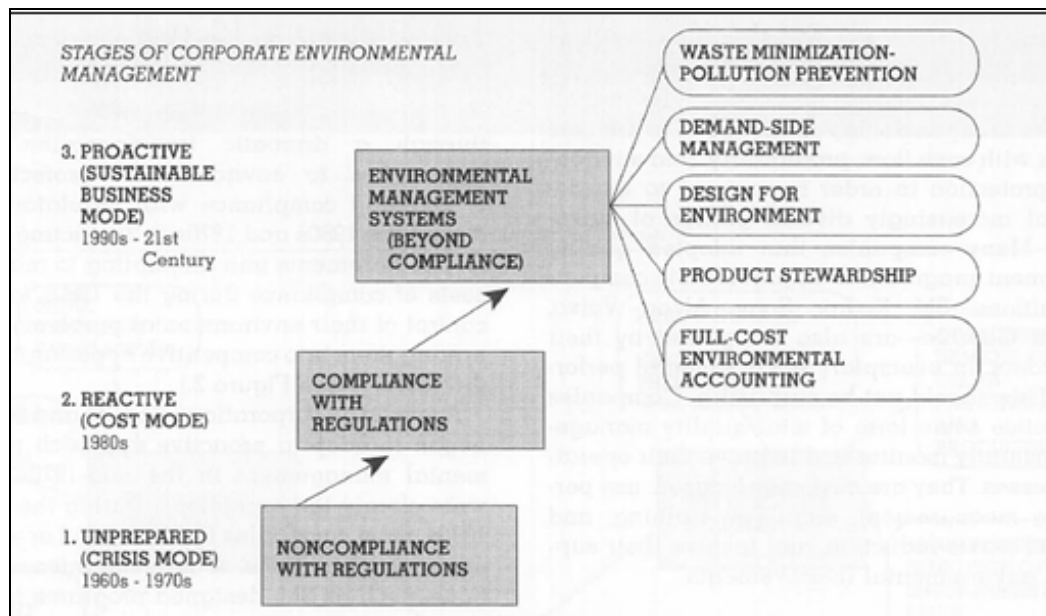 STAGES OF CORPORATE ENVIRONMENTAL
MANAGEMENT
3. PROACTIVE
(SUSTAINABLE
BUSINESS
MODE)
1990s - 21st
Century
ENVIRONMENTAL
MANAGEMENT
SYSTEMS
(BEYOND
COMPLIANCE)
WASTE MINIMIZATION-
POLLUTION PREVENTION
DEMAND-SIDE
MANAGEMENT
DESIGN FOR
ENVIRONMENT
PRODUCT STEWARDSHIP
FULL-COST
ENVIRONMENTAL
ACCOUNTING
2. REACTIVE
(COST MODE)
1980s
COMPLIANCE
WITH
REGULATIONS
1. UNPREPARED
(CRISIS MODE)
1960s - 1970s
NONCOMPLIANCE
WITH REGULATIONS